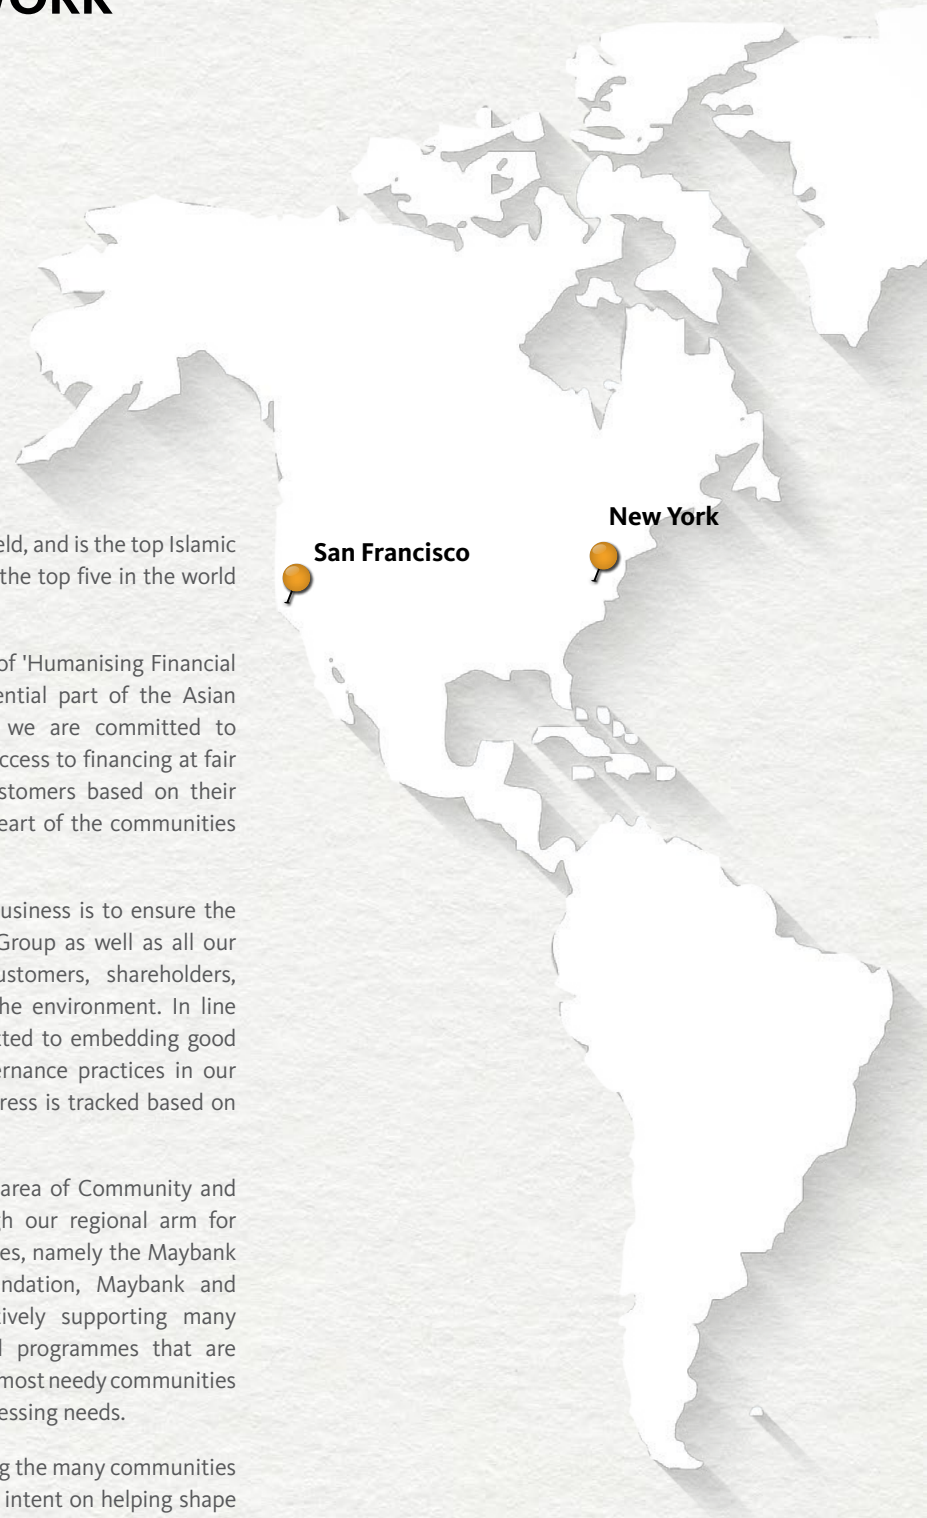 WORK
New York
San Francisco
eld, and is the top Islamic
the top five in the world
of 'Humanising Financial
ential part of the Asian
we are committed to
ccess to financing at fair
stomers based on their
eart of the communities
usiness is to ensure the
Group as well as all our
ustomers, shareholders,
he environment. In line
tted to embedding good
ernance practices in our
ress is tracked based on
area of Community and
gh our regional arm for
es, namely the Maybank
ndation, Maybank and
tively supporting many
l programmes that are
most needy communities
essing needs.
g the many communities
intent on helping shape